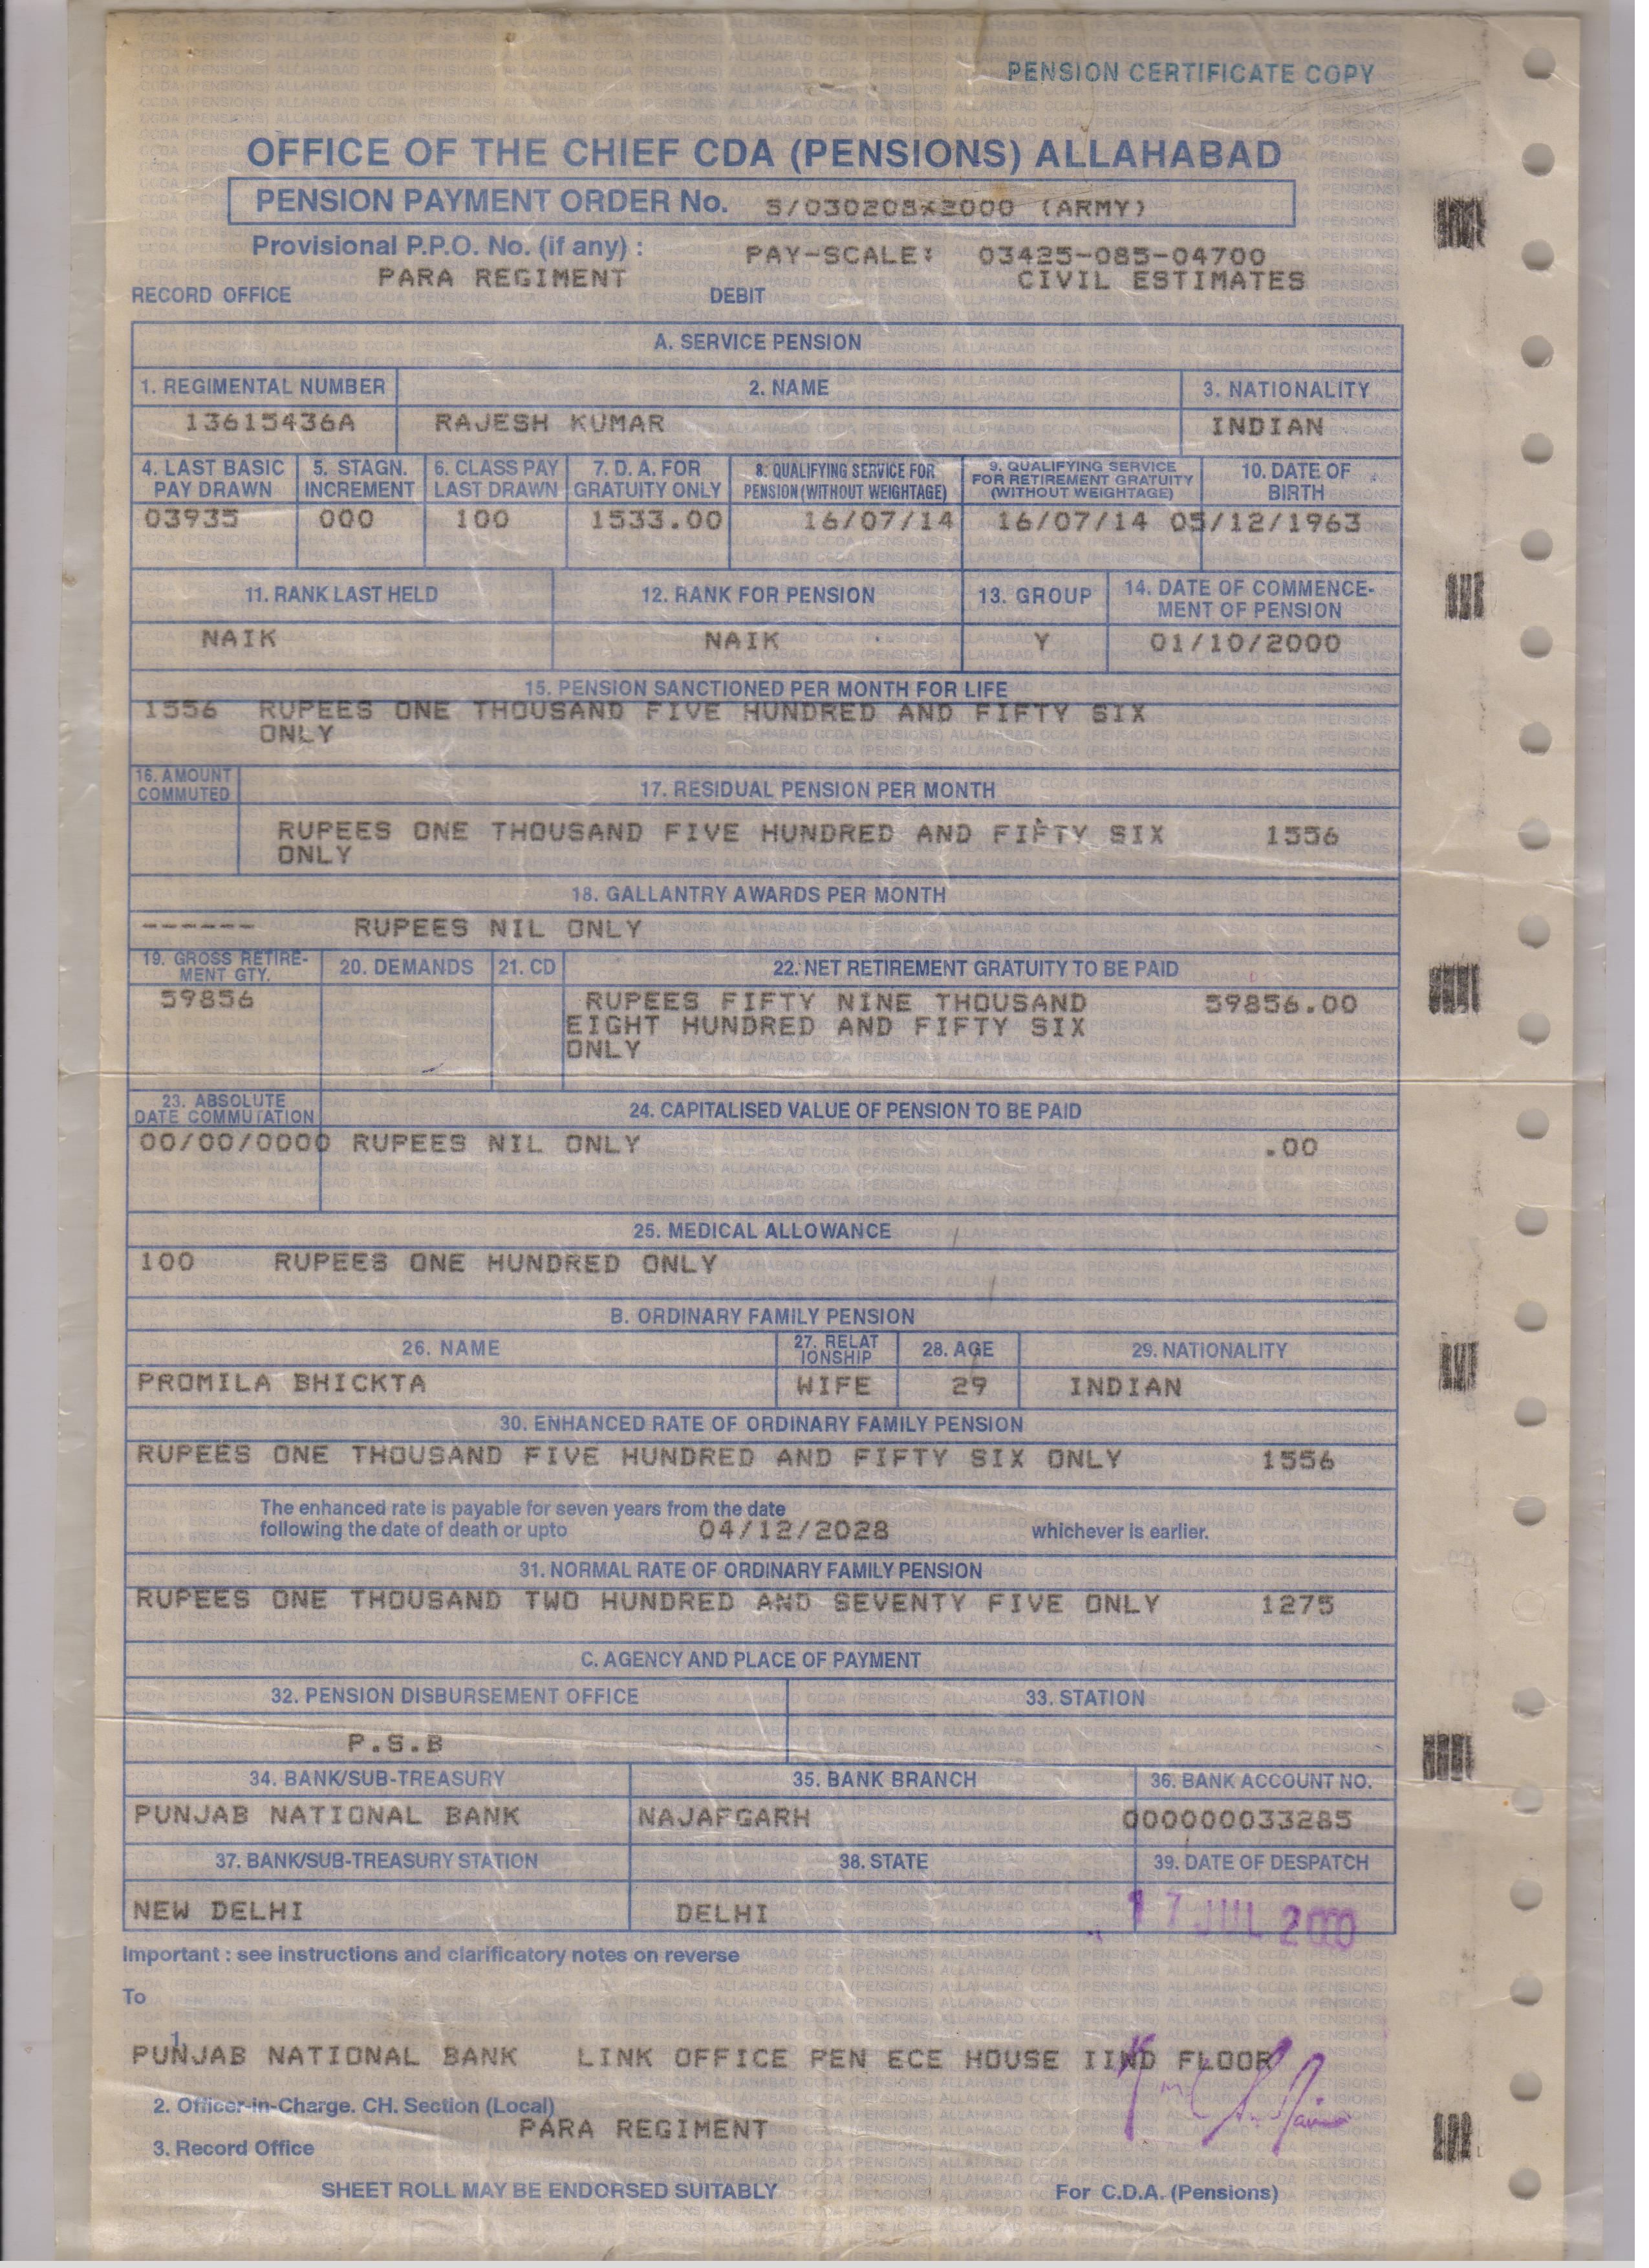 PENSION CERTIFICATE COPY
OFFICE OF THE CHIEF CDA (PENSIONS) ALLAHABAD
PENSION PAYMENT ORDER No. S/030208*2000 (ARMY)
Provisional P.P.O. No. (if any) : PAY-SCALE: 03425-085-04700
PARA REGIMENT CIVIL ESTIMATES
RECORD OFFICE DEBIT
A. SERVICE PENSION
1. REGIMENTAL NUMBER 2. NAME 3. NATIONALITY
13615436A RAJESH KUMAR INDIAN
4. LAST BASIC PAY DRAWN 5. STAGN. INCREMENT 6. CLASS PAY LAST DRAWN 7. D. A. FOR GRATUITY ONLY 8. QUALIFYING SERVICE FOR PENSION (WITHOUT WEIGHTAGE) 9. QUALIFYING SERVICE FOR RETIREMENT GRATUITY (WITHOUT WEIGHTAGE) 10. DATE OF BIRTH
03935 000 100 1533.00 16/07/14 16/07/14 05/12/1963
11. RANK LAST HELD 12. RANK FOR PENSION 13. GROUP 14. DATE OF COMMENCE-MENT OF PENSION
NAIK NAIK Y 01/10/2000
15. PENSION SANCTIONED PER MONTH FOR LIFE
1556 RUPEES ONE THOUSAND FIVE HUNDRED AND FIFTY SIX
ONLY
16. AMOUNT COMMUTED 17. RESIDUAL PENSION PER MONTH
RUPEES ONE THOUSAND FIVE HUNDRED AND FIFTY SIX 1556
ONLY
18. GALLANTRY AWARDS PER MONTH
------ RUPEES NIL ONLY
19. GROSS RETIRE-MENT GTY. 20. DEMANDS 21. CD 22. NET RETIREMENT GRATUITY TO BE PAID
59856 RUPEES FIFTY NINE THOUSAND 59856.00
EIGHT HUNDRED AND FIFTY SIX
ONLY
23. ABSOLUTE DATE COMMUTATION 24. CAPITALISED VALUE OF PENSION TO BE PAID
00/00/0000 RUPEES NIL ONLY .00
25. MEDICAL ALLOWANCE
100 RUPEES ONE HUNDRED ONLY
B. ORDINARY FAMILY PENSION
26. NAME 27. RELAT IONSHIP 28. AGE 29. NATIONALITY
PROMILA BHICKTA WIFE 29 INDIAN
30. ENHANCED RATE OF ORDINARY FAMILY PENSION
RUPEES ONE THOUSAND FIVE HUNDRED AND FIFTY SIX ONLY 1556
The enhanced rate is payable for seven years from the date
following the date of death or upto 04/12/2028 whichever is earlier.
31. NORMAL RATE OF ORDINARY FAMILY PENSION
RUPEES ONE THOUSAND TWO HUNDRED AND SEVENTY FIVE ONLY 1275
C. AGENCY AND PLACE OF PAYMENT
32. PENSION DISBURSEMENT OFFICE 33. STATION
P.S.B
34. BANK/SUB-TREASURY 35. BANK BRANCH 36. BANK ACCOUNT NO.
PUNJAB NATIONAL BANK NAJAFGARH 000000033285
37. BANK/SUB-TREASURY STATION 38. STATE 39. DATE OF DESPATCH
NEW DELHI DELHI 17 JUL 2000
Important : see instructions and clarificatory notes on reverse
To
1.
PUNJAB NATIONAL BANK LINK OFFICE PEN ECE HOUSE IIND FLOOR
2. Officer-in-Charge. CH. Section (Local)
PARA REGIMENT
3. Record Office
SHEET ROLL MAY BE ENDORSED SUITABLY For C.D.A. (Pensions)